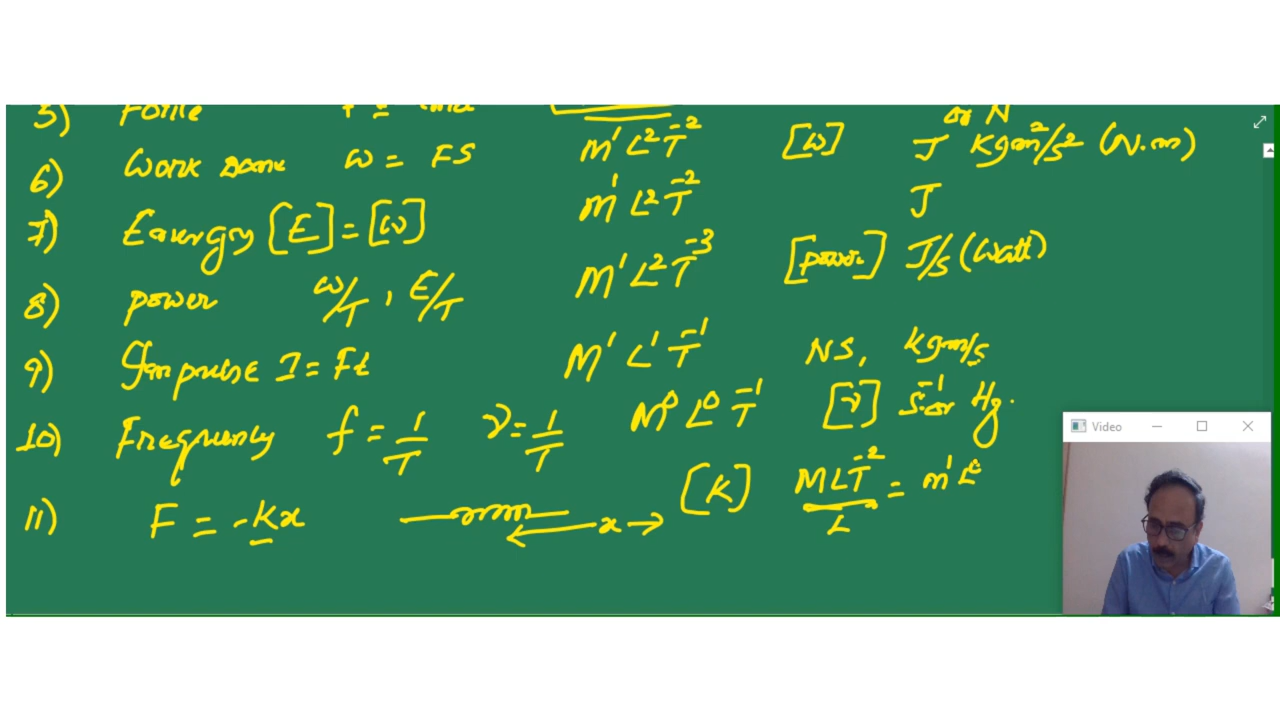 5) Force F = ma or N
6) Work done W = FS M¹L²T⁻² [W] J Kgm²/s² (N.m)
7) Energy [E] = [W] M¹L²T⁻² J
8) power W/T, E/T M¹L²T⁻³ [power] J/s (Watt)
9) Impulse I = Ft M¹L¹T⁻¹ NS, Kgm/s
10) Frequency f = 1/T ν = 1/T M⁰L⁰T⁻¹ [ν] S⁻¹ or Hz.
11) F = -Kx x [K] MLT⁻²/L = M¹L⁰
Video